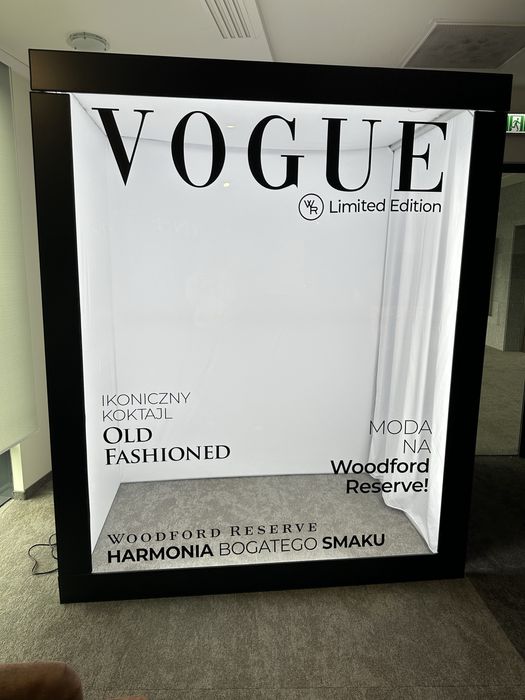 VOGUE
WR Limited Edition
IKONICZNY
KOKTAJL
OLD
FASHIONED
MODA
NA
Woodford
Reserve!
WOODFORD RESERVE
HARMONIA BOGATEGO SMAKU